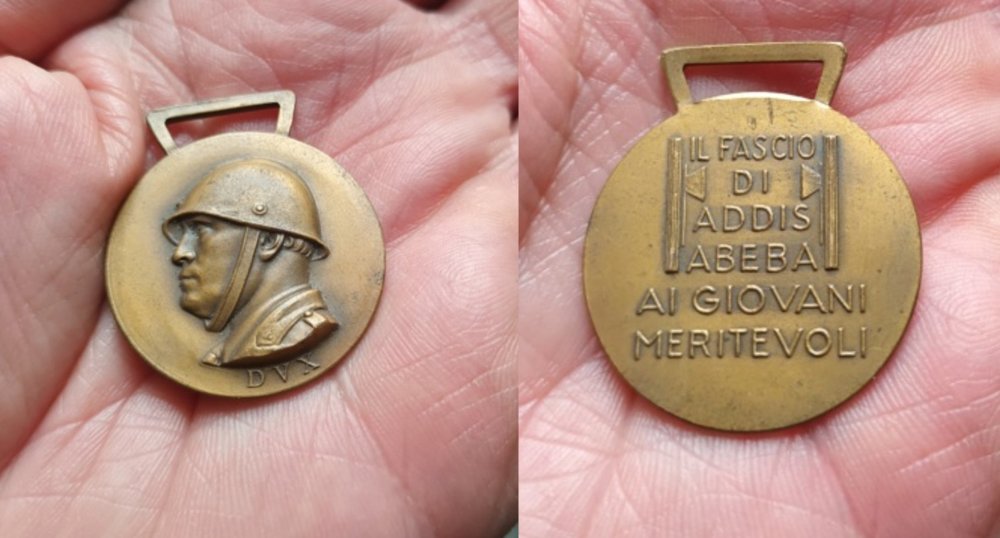 DVX
IL FASCIO
DI
ADDIS
ABEBA
AI GIOVANI
MERITEVOLI